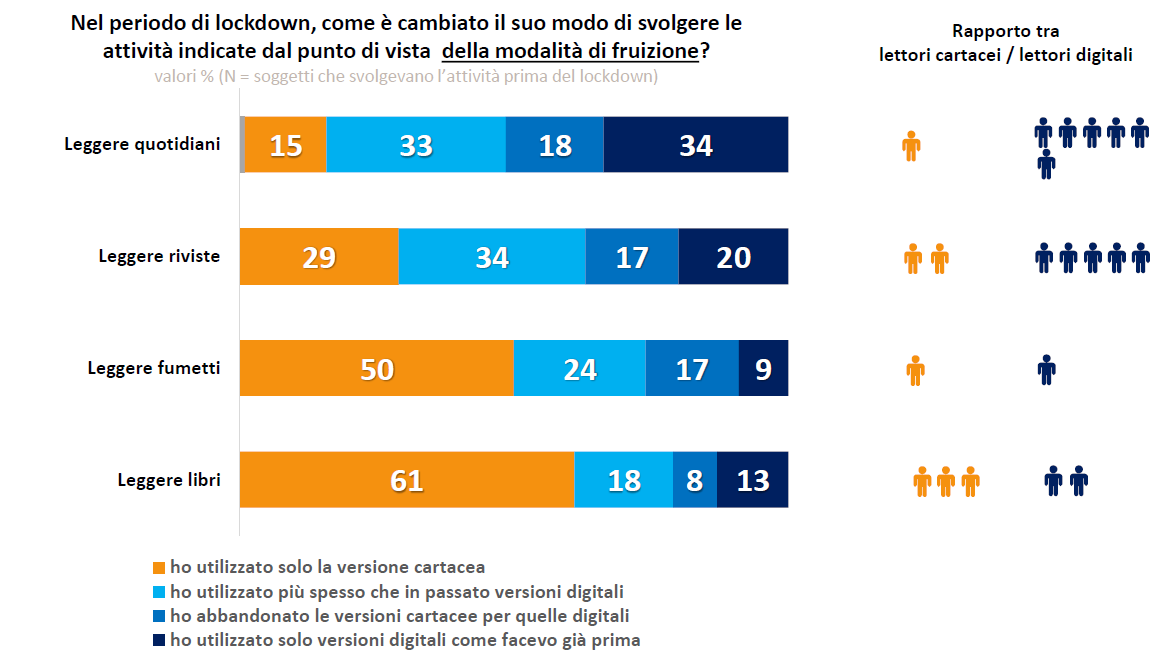 Nel periodo di lockdown, come è cambiato il suo modo di svolgere le
attività indicate dal punto di vista della modalità di fruizione?
valori % (N = soggetti che svolgevano l'attività prima del lockdown)
Rapporto tra
lettori cartacei / lettori digitali
Leggere quotidiani 15 33 18 34
Leggere riviste 29 34 17 20
Leggere fumetti 50 24 17 9
Leggere libri 61 18 8 13
ho utilizzato solo la versione cartacea
ho utilizzato più spesso che in passato versioni digitali
ho abbandonato le versioni cartacee per quelle digitali
ho utilizzato solo versioni digitali come facevo già prima